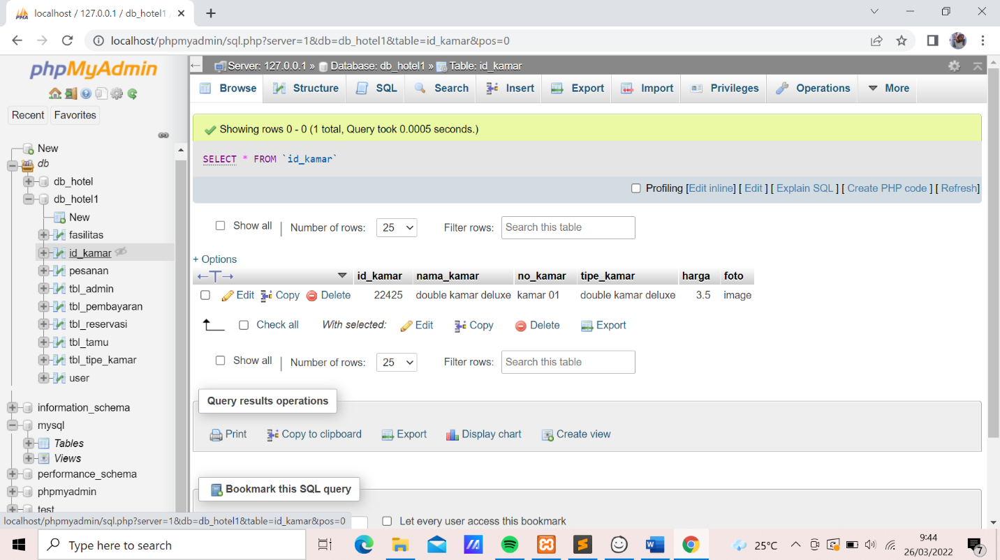 localhost / 127.0.0.1 / db_hotel1
localhost/phpmyadmin/sql.php?server=1&db=db_hotel1&table=id_kamar&pos=0
phpMyAdmin
Recent Favorites
New
db
db_hotel
db_hotel1
New
fasilitas
id_kamar
pesanan
tbl_admin
tbl_pembayaran
tbl_reservasi
tbl_tamu
tbl_tipe_kamar
user
information_schema
mysql
Tables
Views
performance_schema
phpmyadmin
test
Server: 127.0.0.1 » Database: db_hotel1 » Table: id_kamar
Browse Structure SQL Search Insert Export Import Privileges Operations More
Showing rows 0 - 0 (1 total, Query took 0.0005 seconds.)
SELECT * FROM `id_kamar`
Profiling [Edit inline] [ Edit ] [ Explain SQL ] [ Create PHP code ] [ Refresh]
Show all | Number of rows: 25 Filter rows: Search this table
+ Options
←T→ id_kamar nama_kamar no_kamar tipe_kamar harga foto
Edit Copy Delete 22425 double kamar deluxe kamar 01 double kamar deluxe 3.5 image
Check all With selected: Edit Copy Delete Export
Show all | Number of rows: 25 Filter rows: Search this table
Query results operations
Print Copy to clipboard Export Display chart Create view
Bookmark this SQL query
Let every user access this bookmark
localhost/phpmyadmin/sql.php?server=1&db=db_hotel1&table=id_kamar&pos=0
Type here to search
25°C
9:44
26/03/2022
7